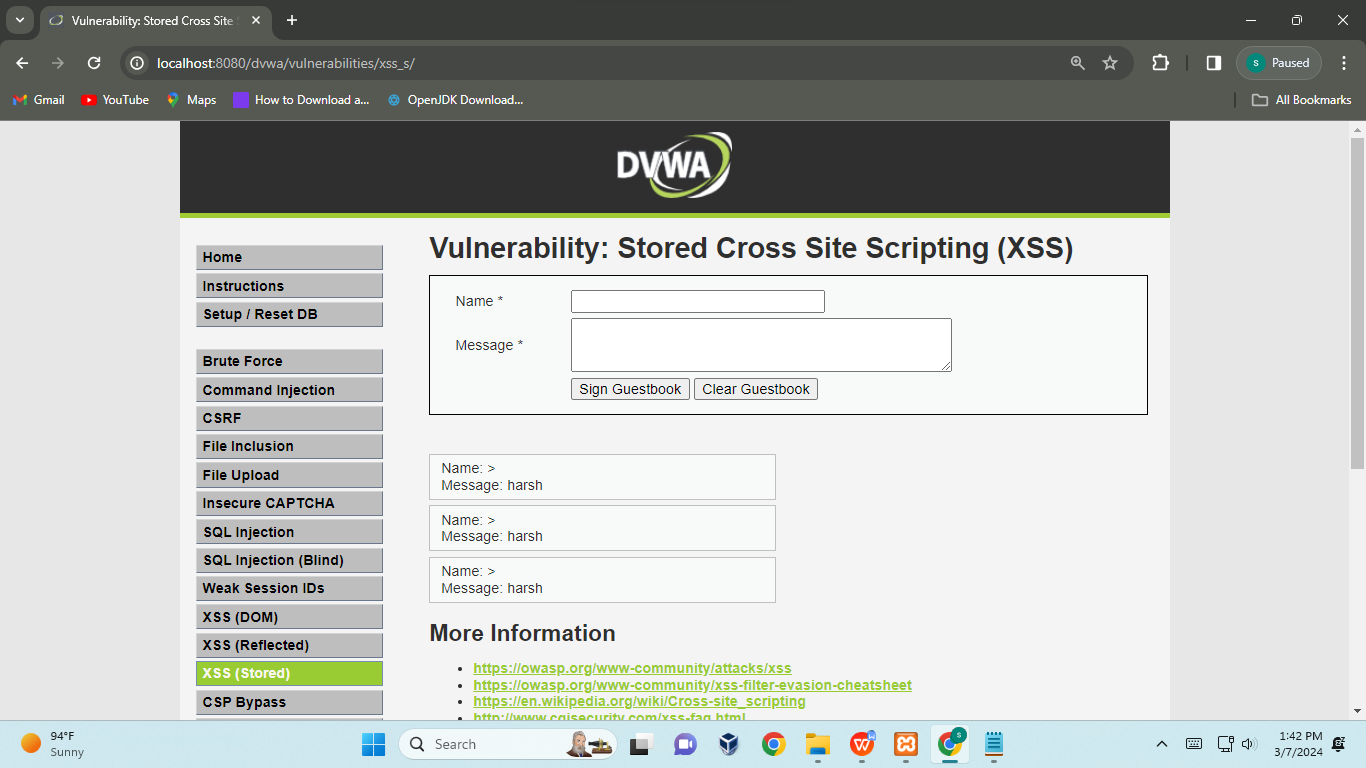 Vulnerability: Stored Cross Site S
localhost:8080/dvwa/vulnerabilities/xss_s/
S Paused
Gmail YouTube Maps How to Download a... OpenJDK Download... All Bookmarks
DVWA
Vulnerability: Stored Cross Site Scripting (XSS)
Home
Instructions
Setup / Reset DB
Brute Force
Command Injection
CSRF
File Inclusion
File Upload
Insecure CAPTCHA
SQL Injection
SQL Injection (Blind)
Weak Session IDs
XSS (DOM)
XSS (Reflected)
XSS (Stored)
CSP Bypass
Name *
Message *
Sign Guestbook Clear Guestbook
Name: >
Message: harsh
Name: >
Message: harsh
Name: >
Message: harsh
More Information
https://owasp.org/www-community/attacks/xss
https://owasp.org/www-community/xss-filter-evasion-cheatsheet
https://en.wikipedia.org/wiki/Cross-site_scripting
http://www.cgisecurity.com/xss-faq.html
94°F
Sunny
Search
1:42 PM
3/7/2024